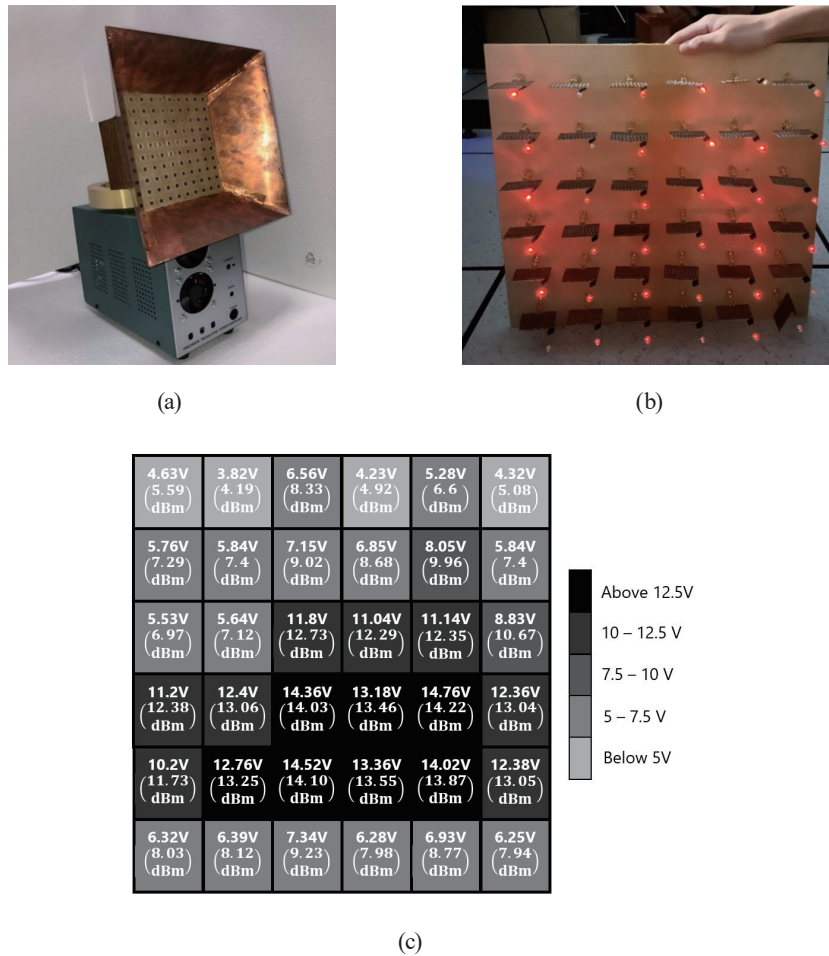 (a)
(b)
4.63V 3.82V 6.56V 4.23V 5.28V 4.32V
(5.59 dBm) (4.19 dBm) (8.33 dBm) (4.92 dBm) (6.6 dBm) (5.08 dBm)
5.76V 5.84V 7.15V 6.85V 8.05V 5.84V
(7.29 dBm) (7.4 dBm) (9.02 dBm) (8.68 dBm) (9.96 dBm) (7.4 dBm)
5.53V 5.64V 11.8V 11.04V 11.14V 8.83V
(6.97 dBm) (7.12 dBm) (12.73 dBm) (12.29 dBm) (12.35 dBm) (10.67 dBm)
11.2V 12.4V 14.36V 13.18V 14.76V 12.36V
(12.38 dBm) (13.06 dBm) (14.03 dBm) (13.46 dBm) (14.22 dBm) (13.04 dBm)
10.2V 12.76V 14.52V 13.36V 14.02V 12.38V
(11.73 dBm) (13.25 dBm) (14.10 dBm) (13.55 dBm) (13.87 dBm) (13.05 dBm)
6.32V 6.39V 7.34V 6.28V 6.93V 6.25V
(8.03 dBm) (8.12 dBm) (9.23 dBm) (7.98 dBm) (8.77 dBm) (7.94 dBm)
Above 12.5V
10 – 12.5 V
7.5 – 10 V
5 – 7.5 V
Below 5V
(c)